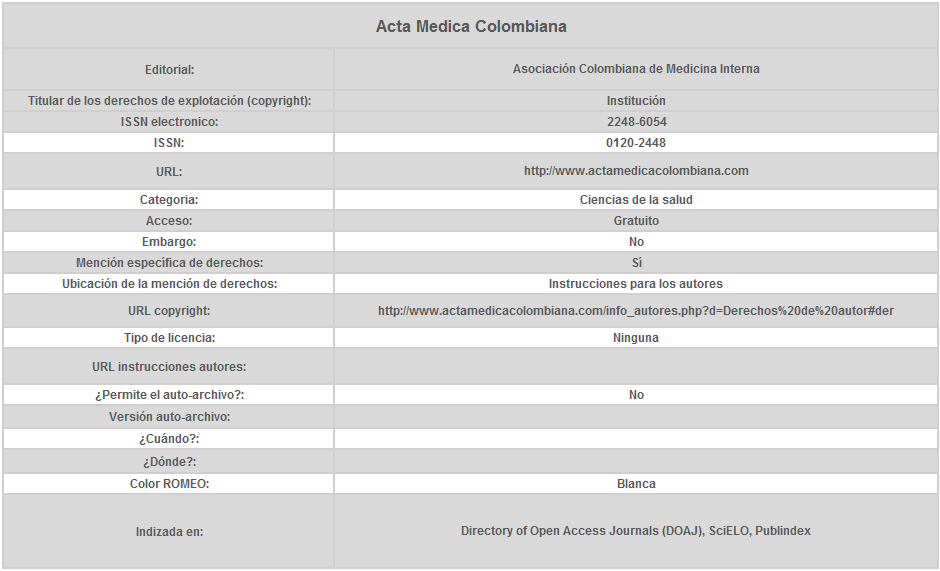 Acta Medica Colombiana
Editorial: Asociación Colombiana de Medicina Interna
Titular de los derechos de explotación (copyright): Institución
ISSN electronico: 2248-6054
ISSN: 0120-2448
URL: http://www.actamedicacolombiana.com
Categoria: Ciencias de la salud
Acceso: Gratuito
Embargo: No
Mención especifica de derechos: Sí
Ubicación de la mención de derechos: Instrucciones para los autores
URL copyright: http://www.actamedicacolombiana.com/info_autores.php?d=Derechos%20de%20autor#der
Tipo de licencia: Ninguna
URL instrucciones autores:
¿Permite el auto-archivo?: No
Versión auto-archivo:
¿Cuándo?:
¿Dónde?:
Color ROMEO: Blanca
Indizada en: Directory of Open Access Journals (DOAJ), SciELO, Publindex